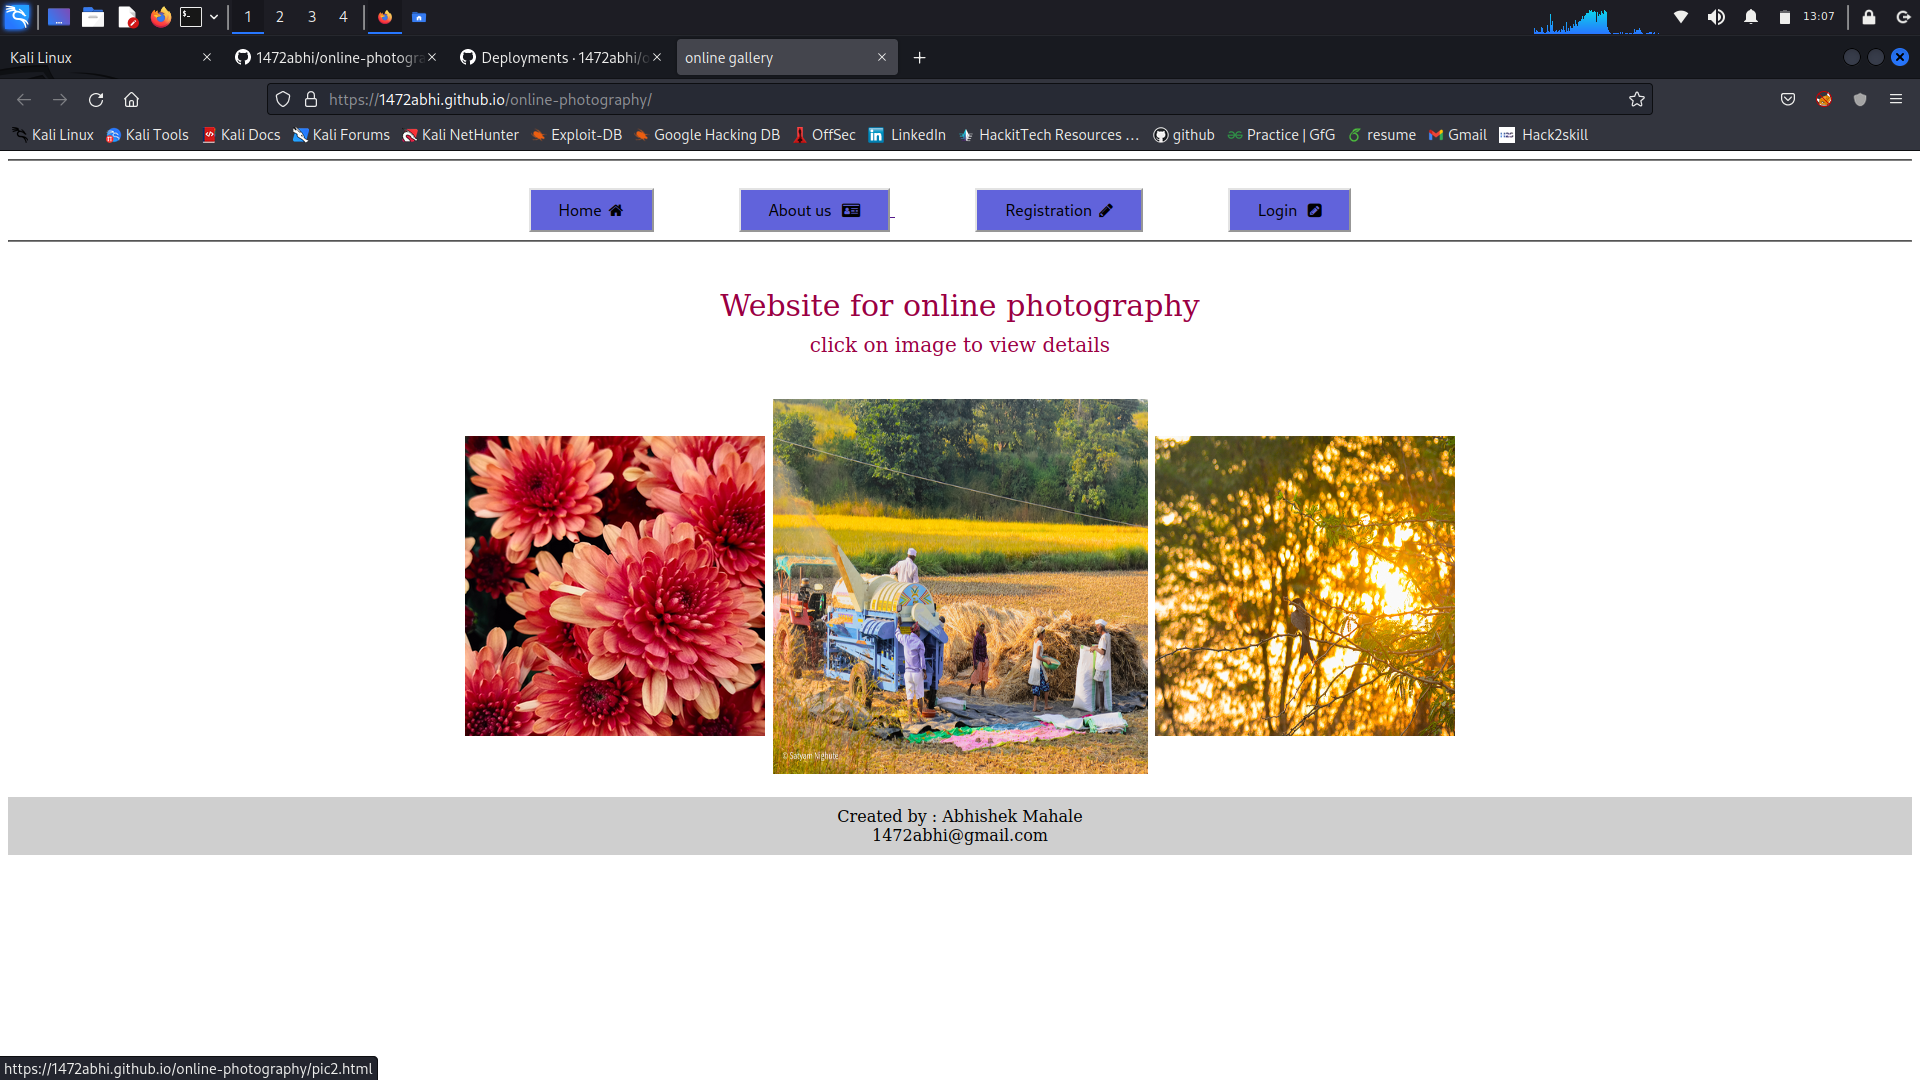 1 2 3 4 13:07
Kali Linux 1472abhi/online-photogra Deployments · 1472abhi/o online gallery
https://1472abhi.github.io/online-photography/
Kali Linux Kali Tools Kali Docs Kali Forums Kali NetHunter Exploit-DB Google Hacking DB OffSec LinkedIn HackitTech Resources ... github Practice | GfG resume Gmail Hack2skill
Home About us Registration Login
Website for online photography
click on image to view details
© Satyam Nighute
Created by : Abhishek Mahale
1472abhi@gmail.com
https://1472abhi.github.io/online-photography/pic2.html